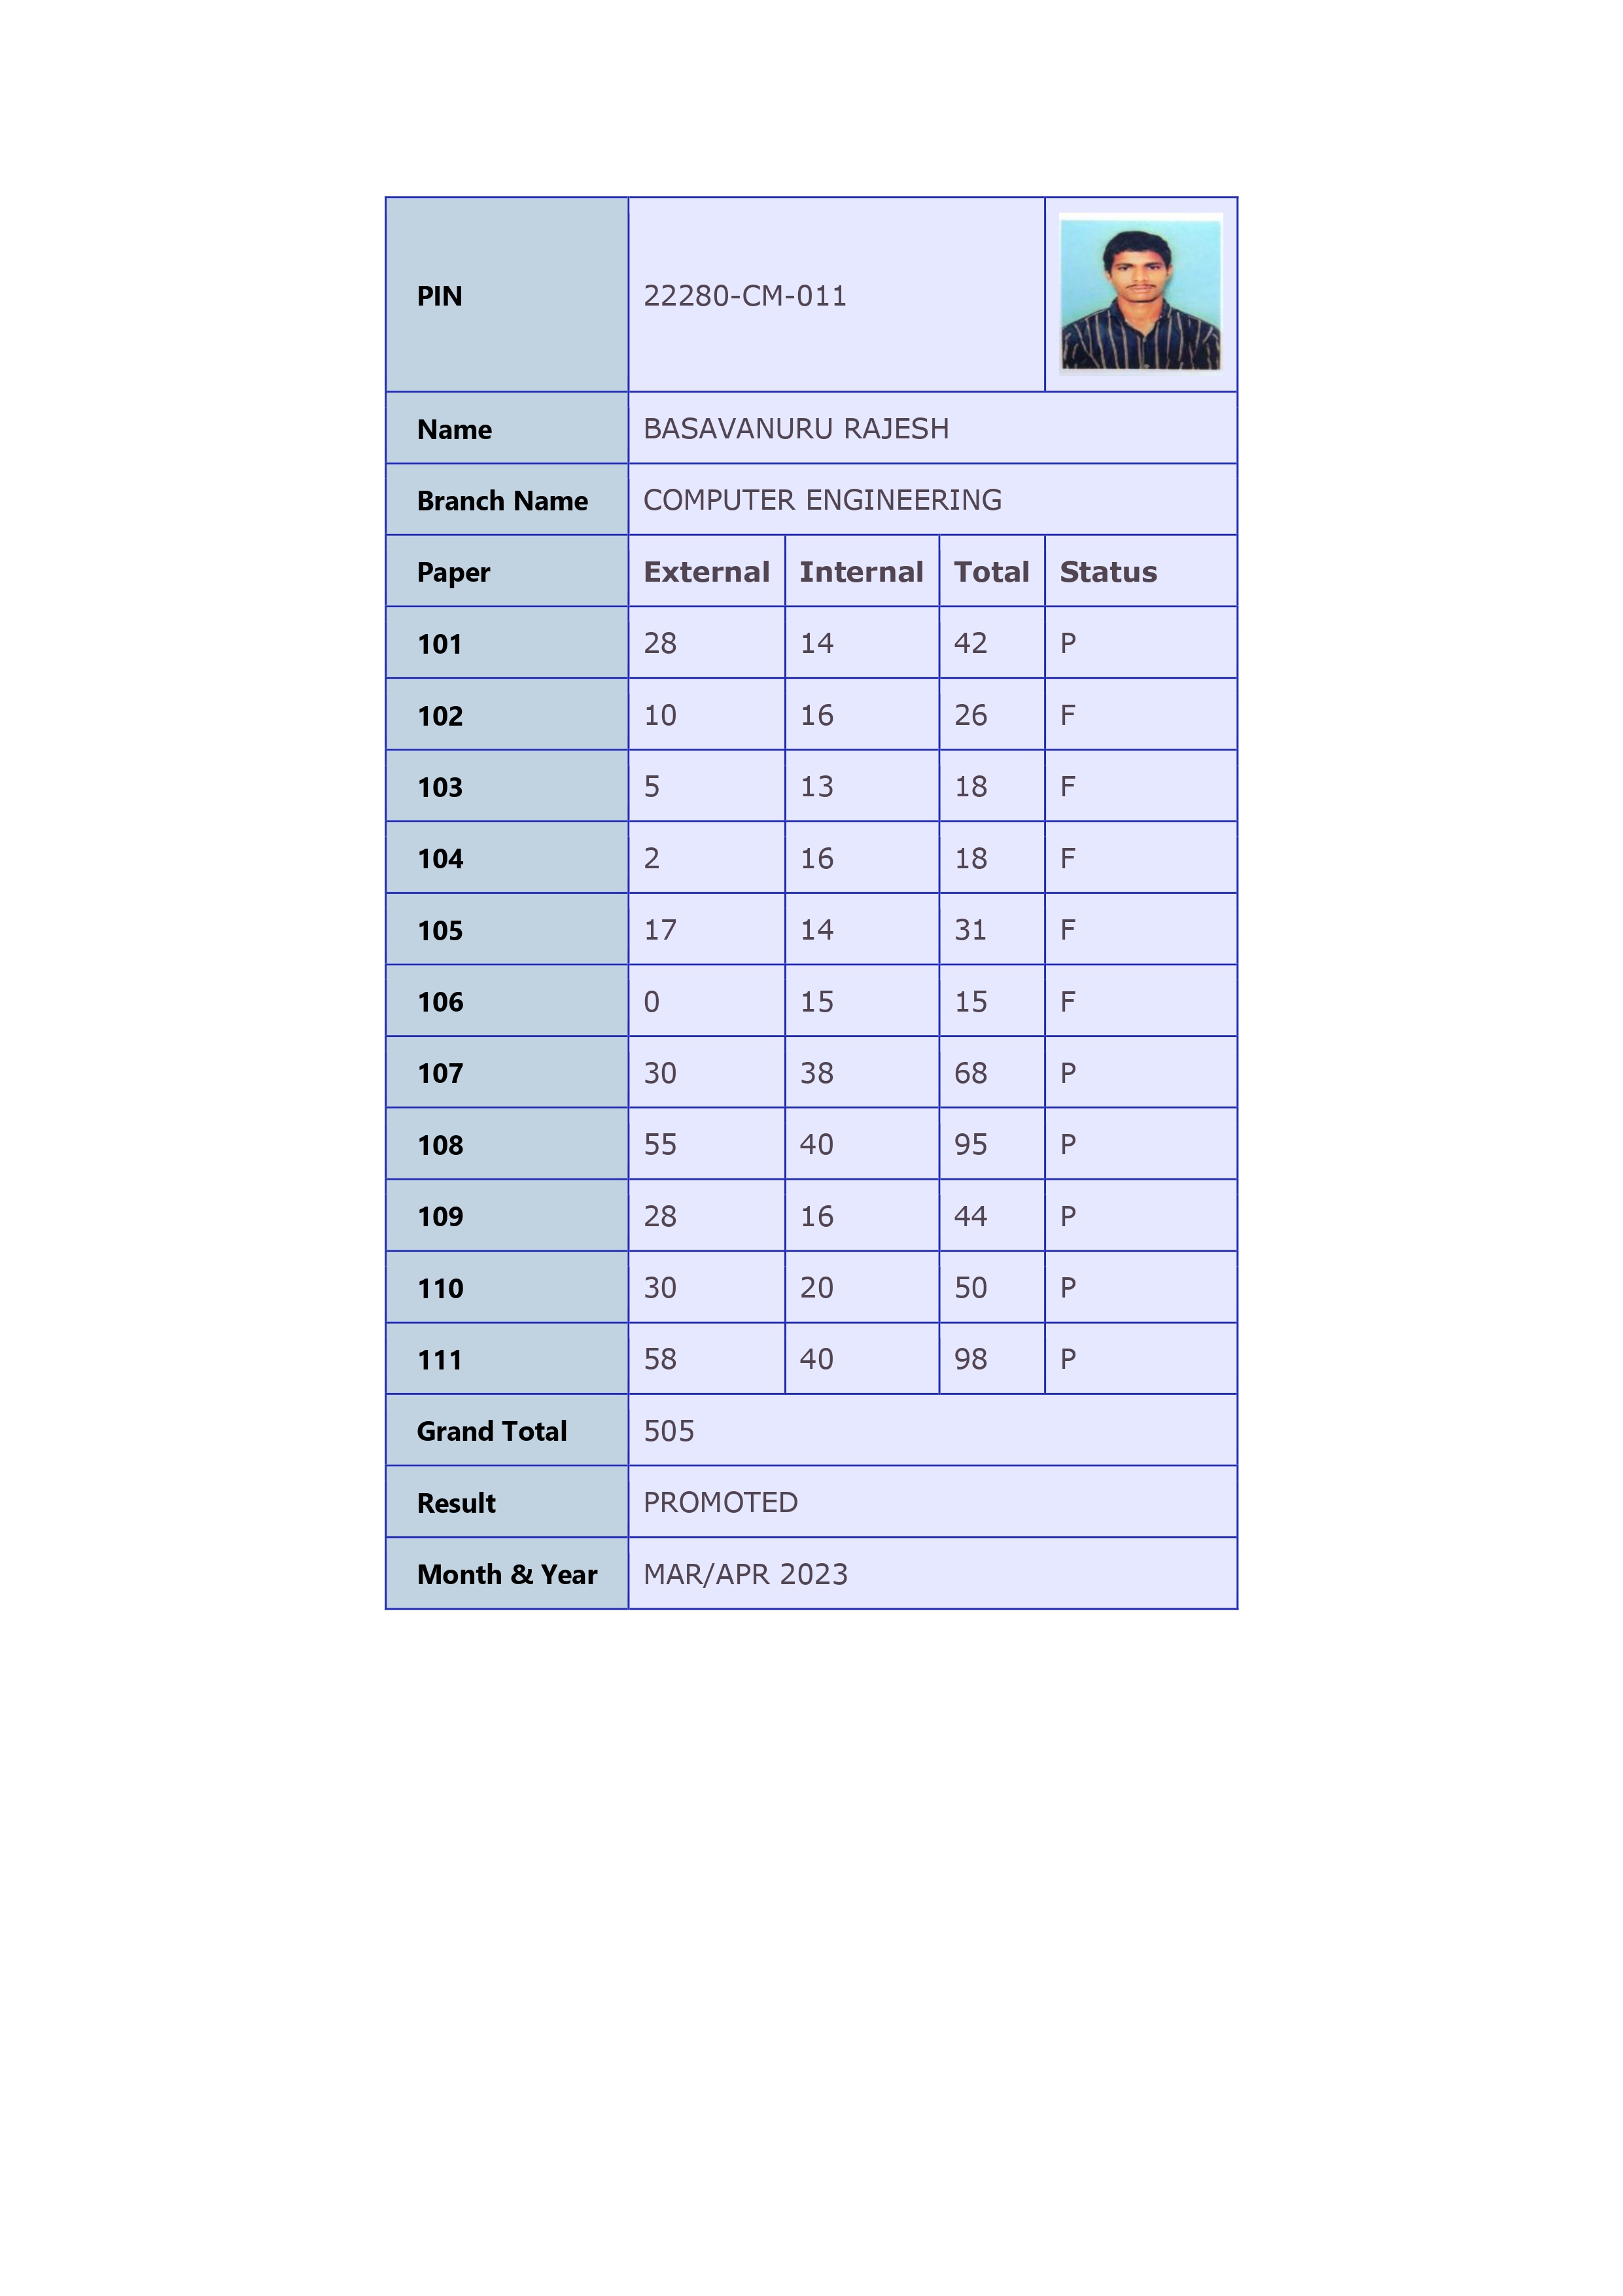 PIN 22280-CM-011
Name BASAVANURU RAJESH
Branch Name COMPUTER ENGINEERING
Paper External Internal Total Status
101 28 14 42 P
102 10 16 26 F
103 5 13 18 F
104 2 16 18 F
105 17 14 31 F
106 0 15 15 F
107 30 38 68 P
108 55 40 95 P
109 28 16 44 P
110 30 20 50 P
111 58 40 98 P
Grand Total 505
Result PROMOTED
Month & Year MAR/APR 2023